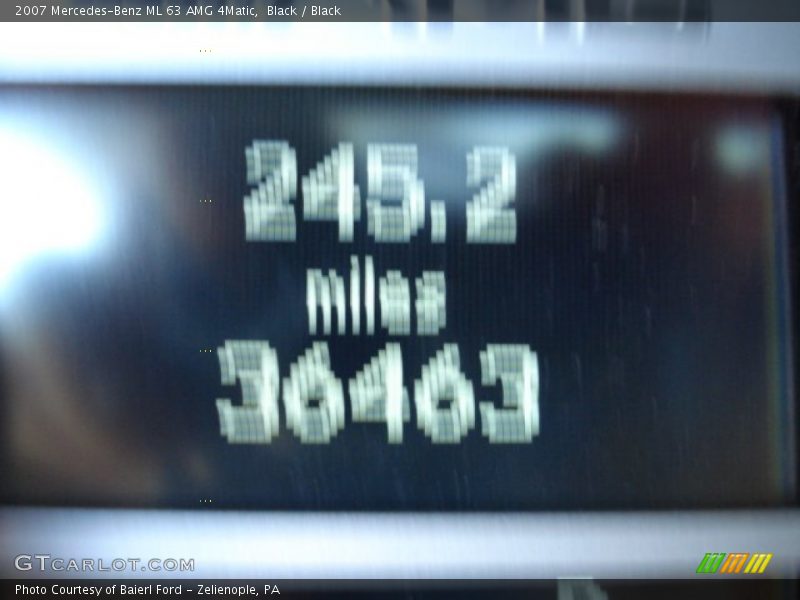 2007 Mercedes-Benz ML 63 AMG 4Matic, Black / Black
245.2
miles
36463
GTCARLOT.COM
Photo Courtesy of Baierl Ford - Zelienople, PA